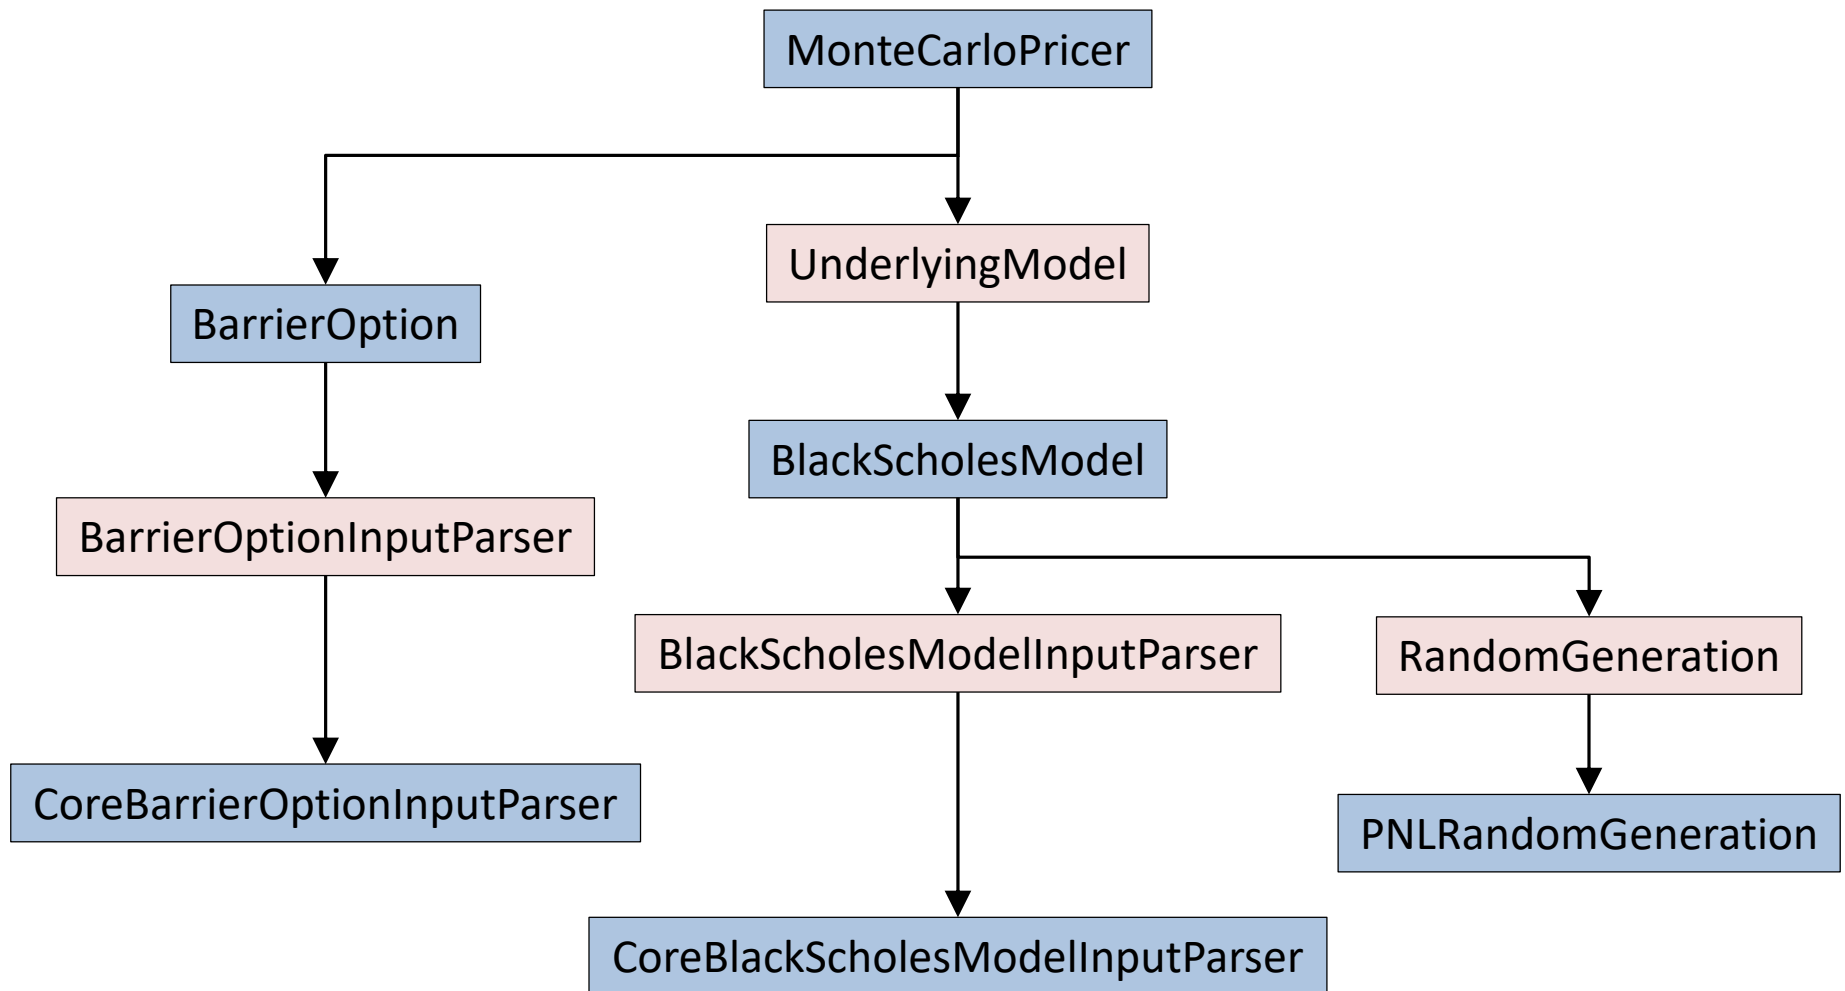 MonteCarloPricer
UnderlyingModel
BarrierOption
BlackScholesModel
BarrierOptionInputParser
BlackScholesModelInputParser
RandomGeneration
CoreBarrierOptionInputParser
PNLRandomGeneration
CoreBlackScholesModelInputParser